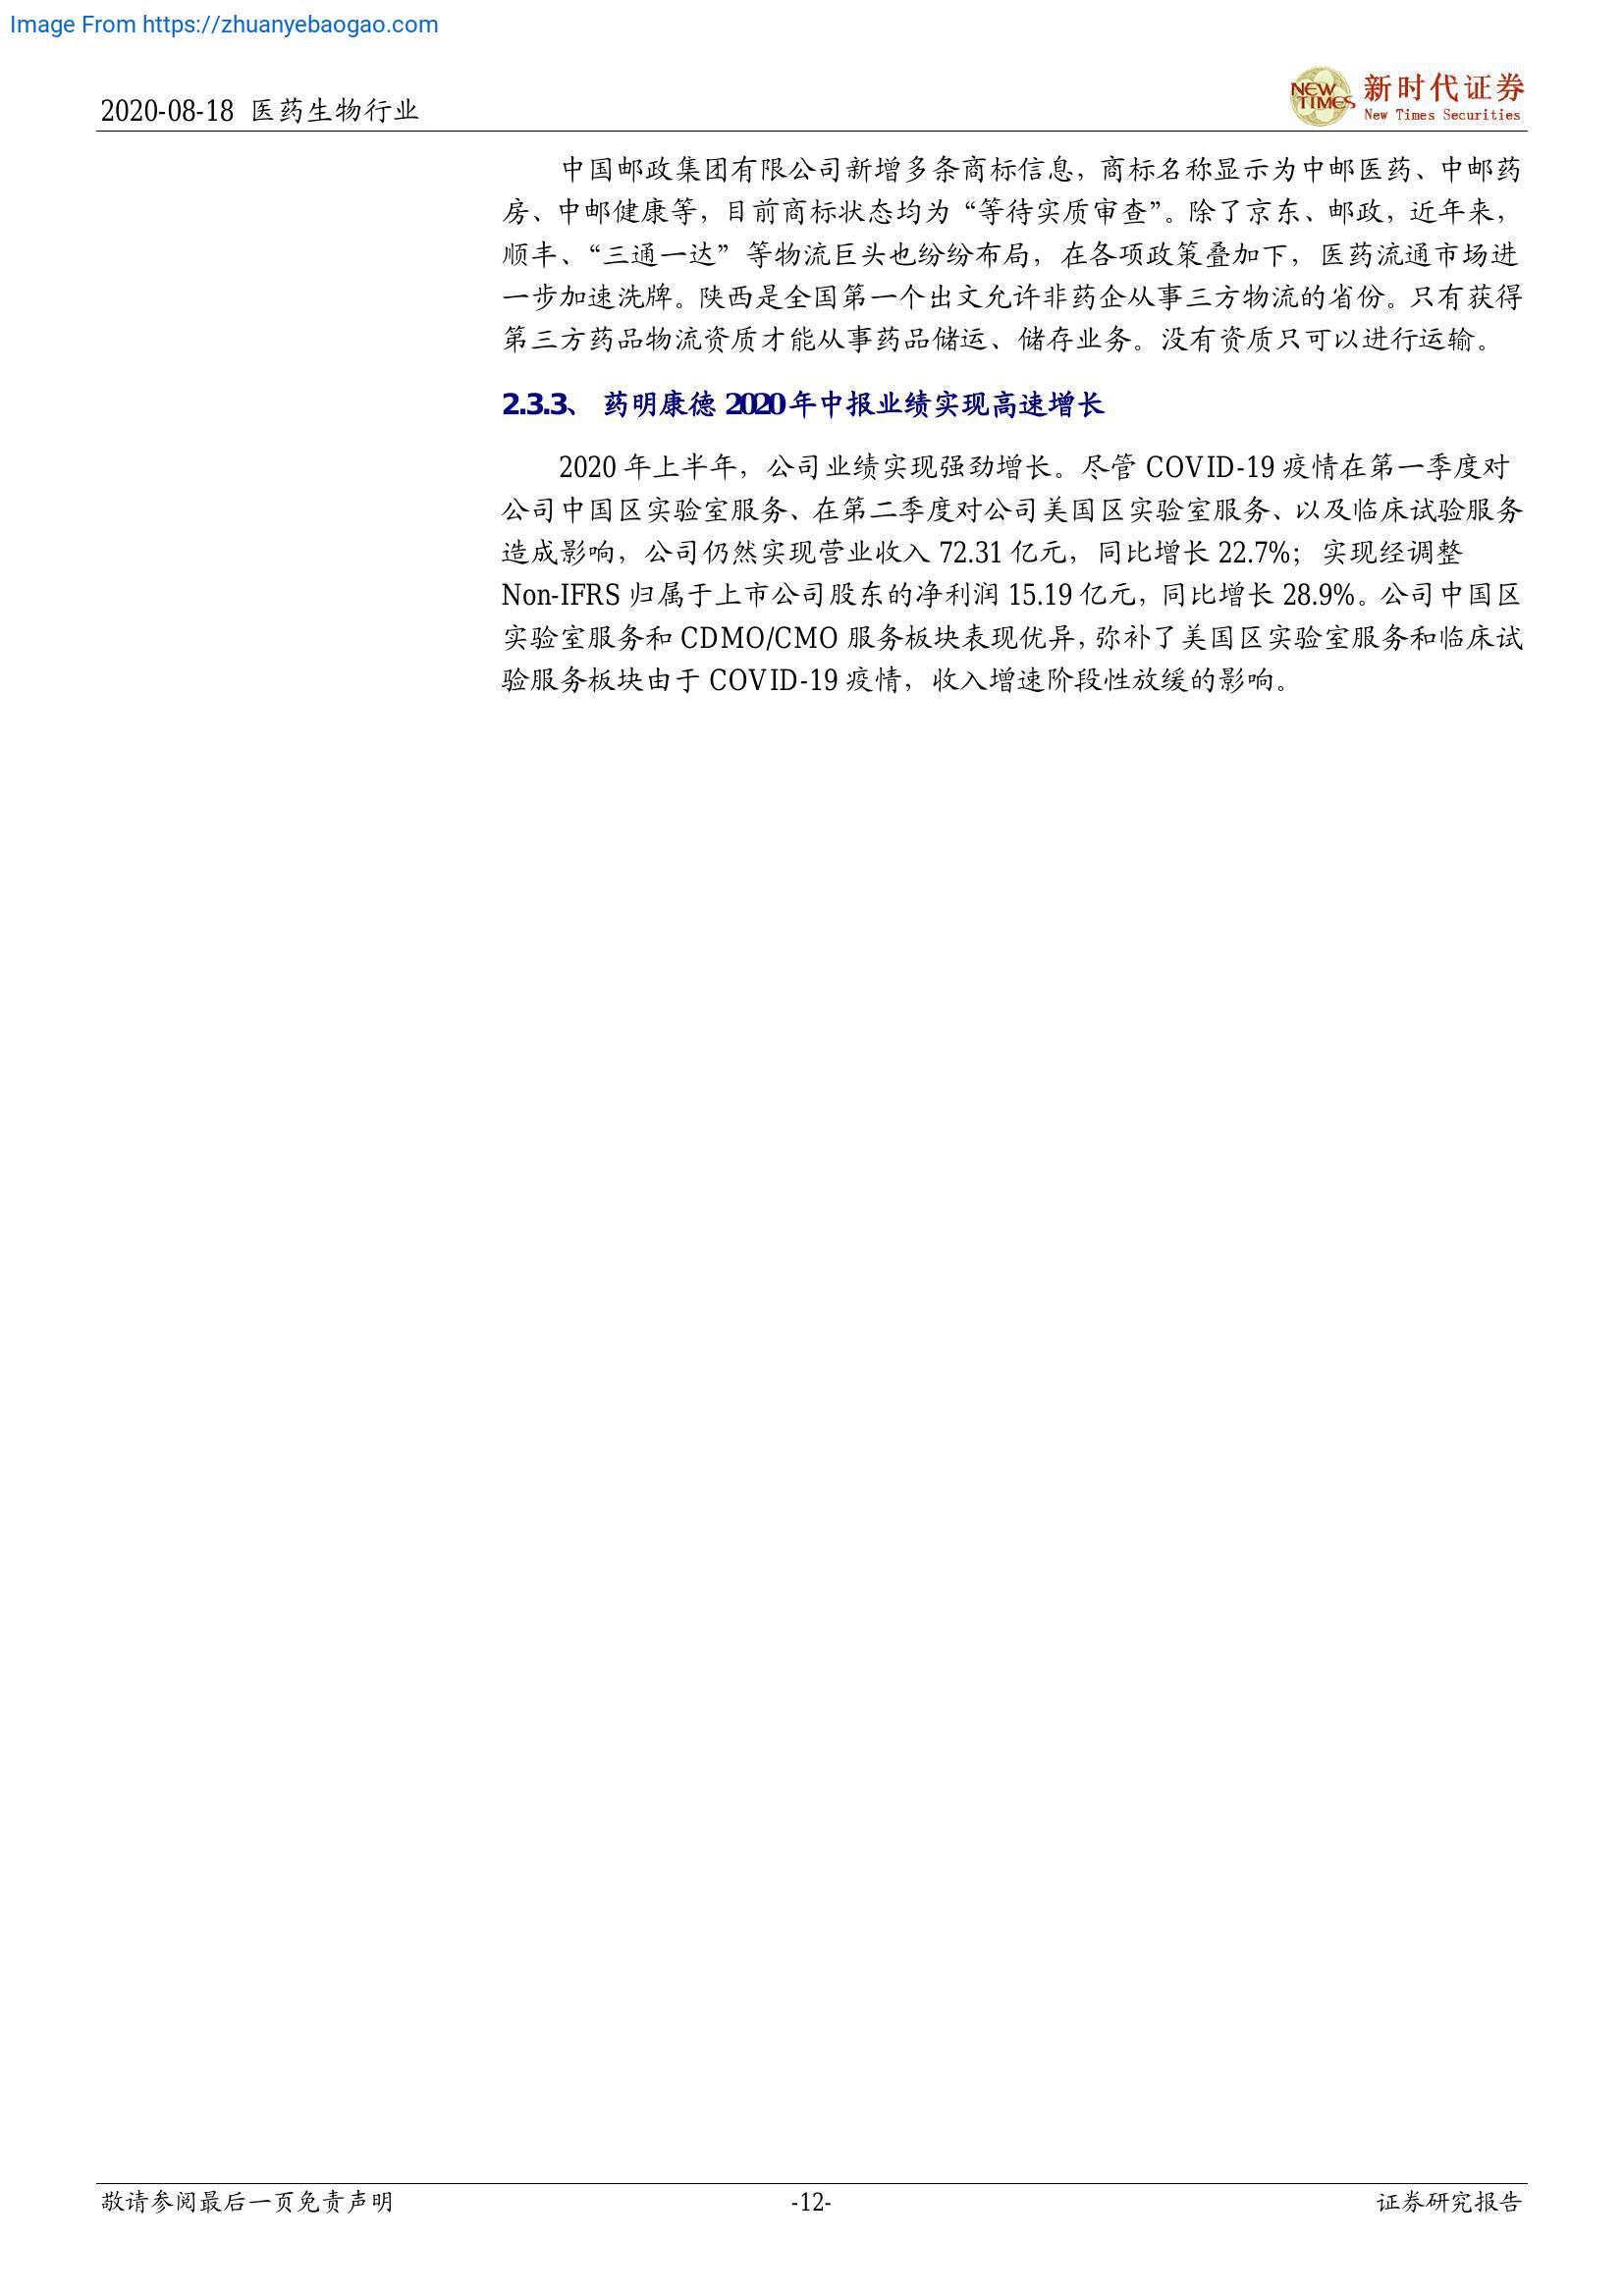 Image From https://zhuanyebaogao.com
2020-08-18 医药生物行业
NEW TIMES 新时代证券
New Times Securities
中国邮政集团有限公司新增多条商标信息，商标名称显示为中邮医药、中邮药
房、中邮健康等，目前商标状态均为“等待实质审查”。除了京东、邮政，近年来，
顺丰、“三通一达”等物流巨头也纷纷布局，在各项政策叠加下，医药流通市场进
一步加速洗牌。陕西是全国第一个出文允许非药企从事三方物流的省份。只有获得
第三方药品物流资质才能从事药品储运、储存业务。没有资质只可以进行运输。
2.3.3、 药明康德 2020 年中报业绩实现高速增长
2020 年上半年，公司业绩实现强劲增长。尽管 COVID-19 疫情在第一季度对
公司中国区实验室服务、在第二季度对公司美国区实验室服务、以及临床试验服务
造成影响，公司仍然实现营业收入 72.31 亿元，同比增长 22.7%；实现经调整
Non-IFRS 归属于上市公司股东的净利润 15.19 亿元，同比增长 28.9%。公司中国区
实验室服务和 CDMO/CMO 服务板块表现优异，弥补了美国区实验室服务和临床试
验服务板块由于 COVID-19 疫情，收入增速阶段性放缓的影响。
敬请参阅最后一页免责声明 -12- 证券研究报告